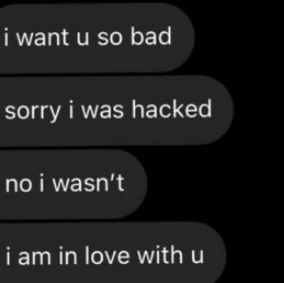 i want u so bad
sorry i was hacked
no i wasn't
i am in love with u